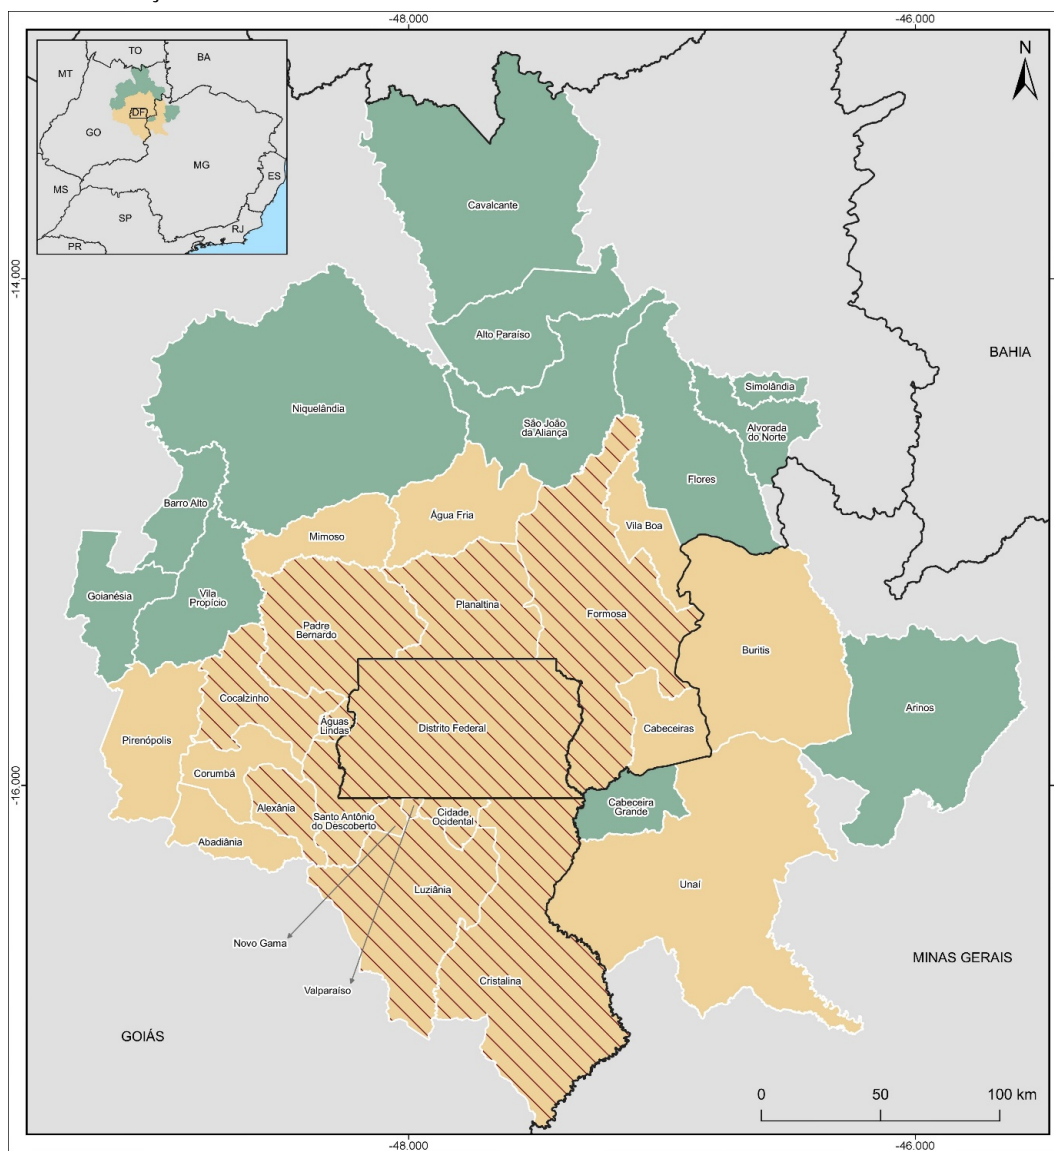 -48.000
-46.000
TO
BA
MT
DF
GO
MG
ES
MS
SP
RJ
PR
N
Cavalcante
-14.000
Alto Paraíso
BAHIA
Simolândia
Niquelândia
São João
da Aliança
Alvorada
do Norte
Flores
Barro Alto
Água Fria
Vila Boa
Mimoso
Goianésia
Vila
Propício
Planaltina
Formosa
Padre
Bernardo
Buritis
Cocalzinho
Arinos
Águas
Lindas
Distrito Federal
Cabeceiras
Pirenópolis
Corumbá
-16.000
Alexânia
Santo Antônio
do Descoberto
Cidade
Ocidental
Cabeceira
Grande
Abadiânia
Luziânia
Unaí
Novo Gama
MINAS GERAIS
Valparaíso
Cristalina
GOIÁS
0 50 100 km
-48.000
-46.000